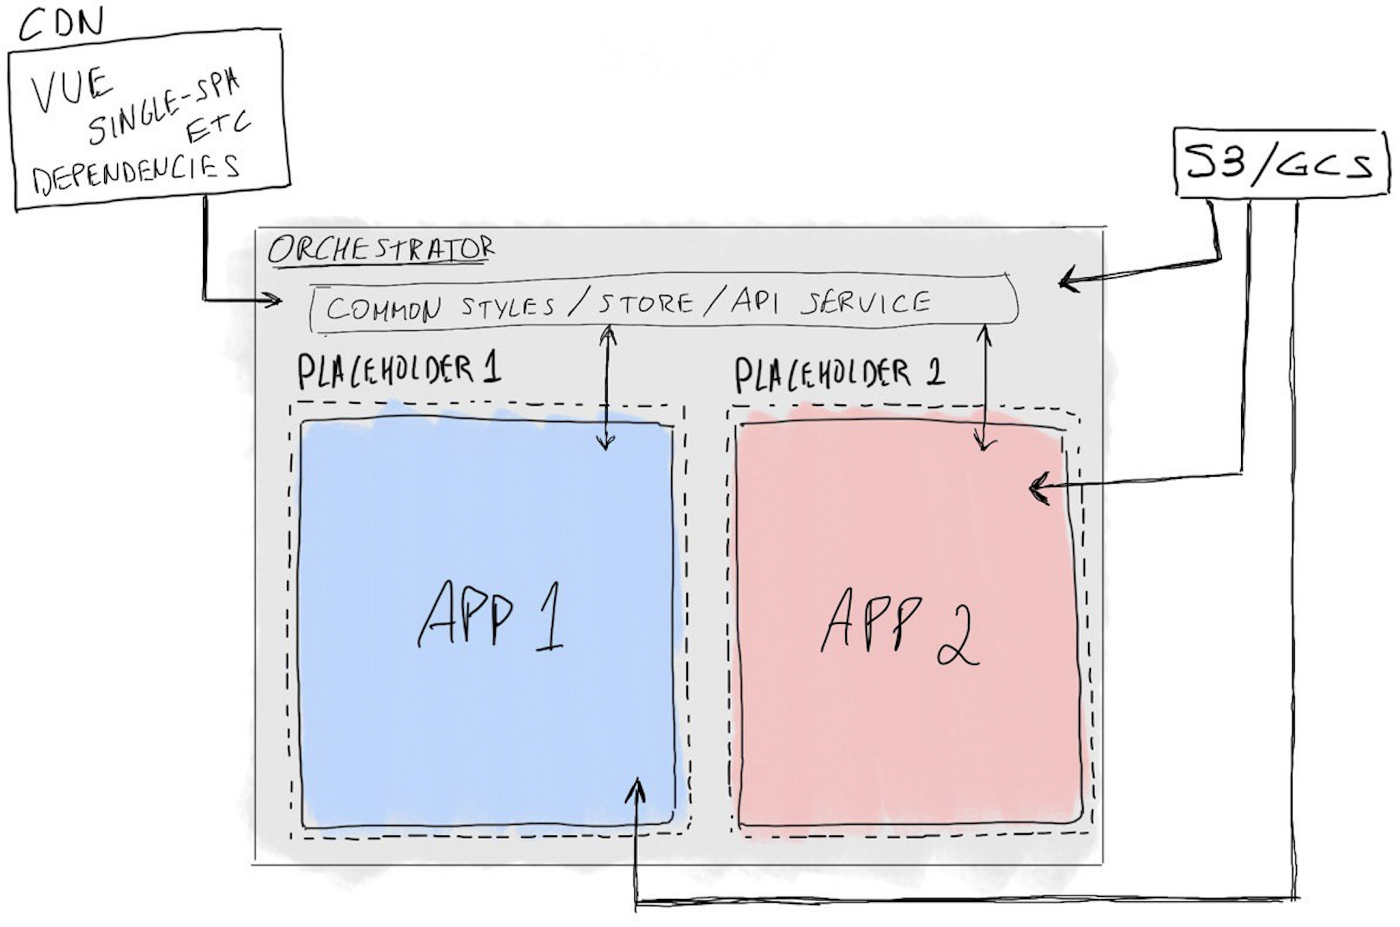 CDN
VUE
SINGLE-SPA
ETC
DEPENDENCIES
S3/GCS
ORCHESTRATOR
COMMON STYLES/STORE/API SERVICE
PLACEHOLDER 1
PLACEHOLDER 2
APP 1
APP 2